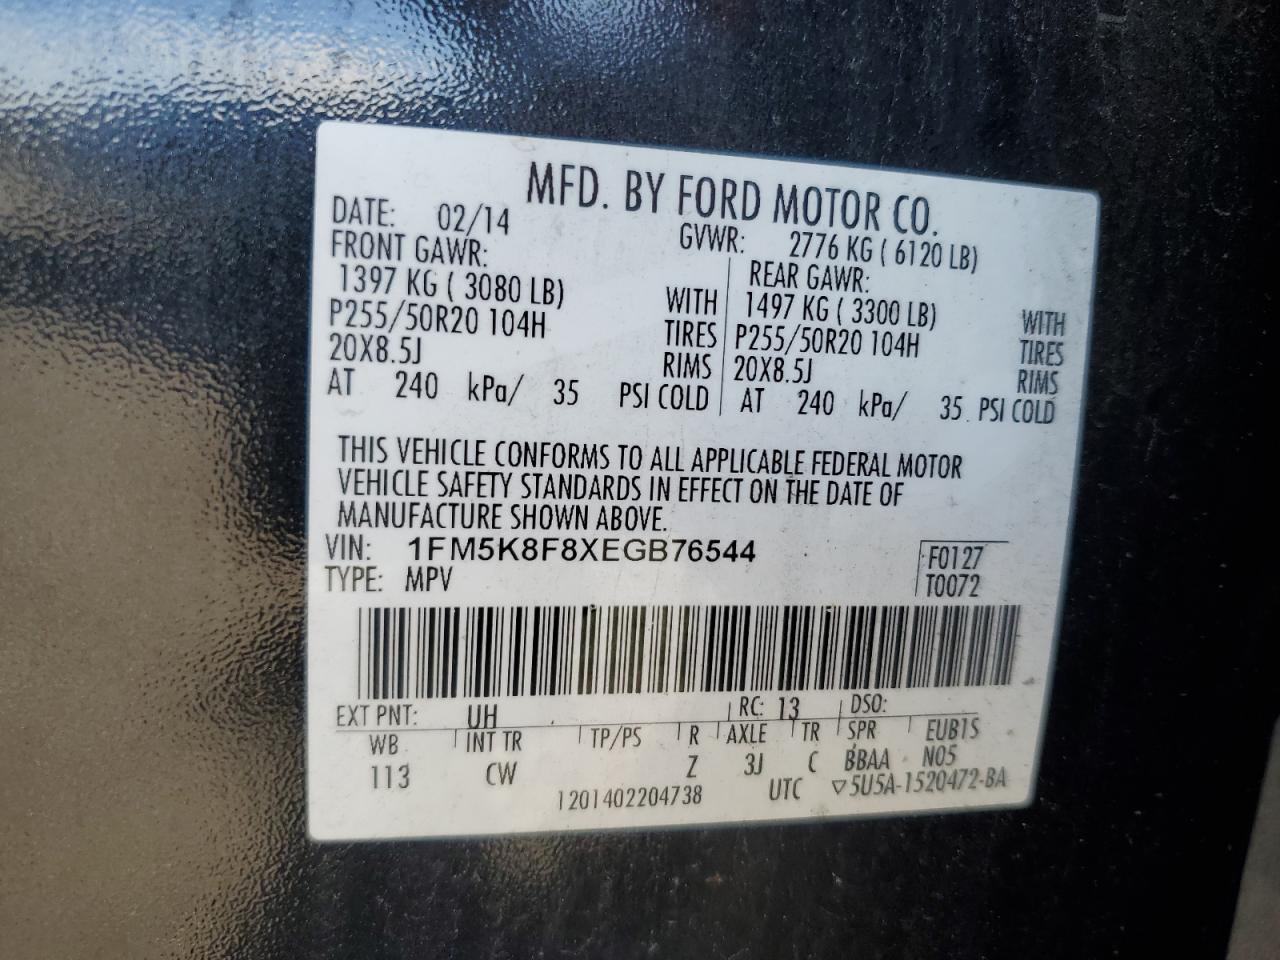 MFD. BY FORD MOTOR CO.
DATE: 02/14 GVWR: 2776 KG ( 6120 LB)
FRONT GAWR: REAR GAWR:
1397 KG ( 3080 LB) WITH 1497 KG ( 3300 LB) WITH
P255/50R20 104H TIRES P255/50R20 104H TIRES
20X8.5J RIMS 20X8.5J RIMS
AT 240 kPa/ 35 PSI COLD AT 240 kPa/ 35 PSI COLD
THIS VEHICLE CONFORMS TO ALL APPLICABLE FEDERAL MOTOR
VEHICLE SAFETY STANDARDS IN EFFECT ON THE DATE OF
MANUFACTURE SHOWN ABOVE.
VIN: 1FM5K8F8XEGB76544 F0127
TYPE: MPV T0072
EXT PNT: UH RC: 13 DSO:
WB INT TR TP/PS R AXLE TR SPR EUB1S
113 CW Z 3J C BBAA N05
1201402204738 UTC ▽5U5A-1520472-BA